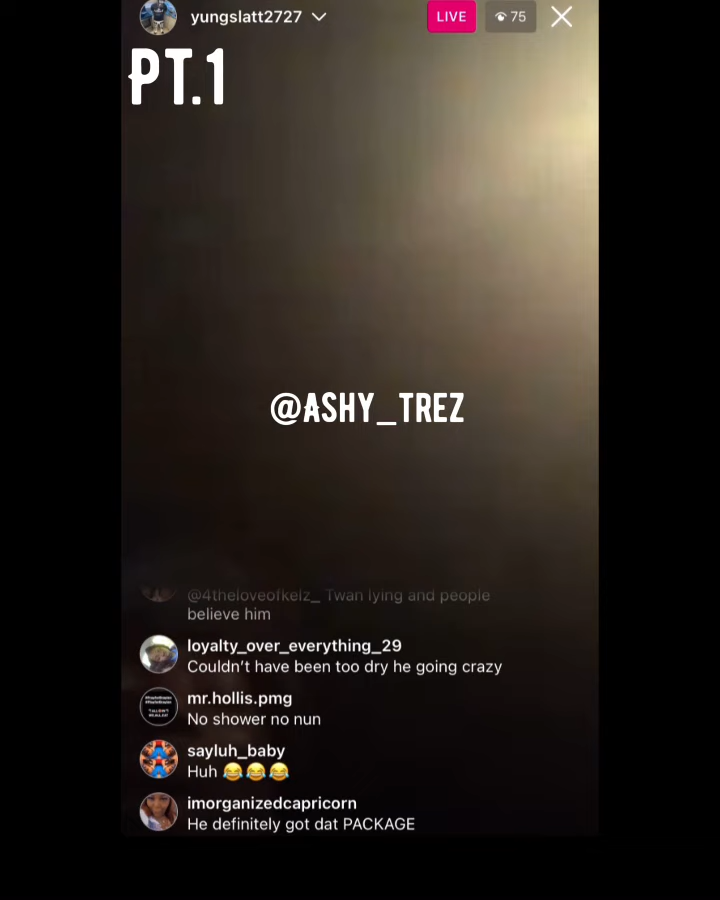 yungslatt2727
LIVE
75
PT.1
@ASHY_TREZ
@4theloveofkelz_ Twan lying and people
believe him
loyalty_over_everything_29
Couldn't have been too dry he going crazy
mr.hollis.pmg
No shower no nun
sayluh_baby
Huh 😂😂😂
imorganizedcapricorn
He definitely got dat PACKAGE